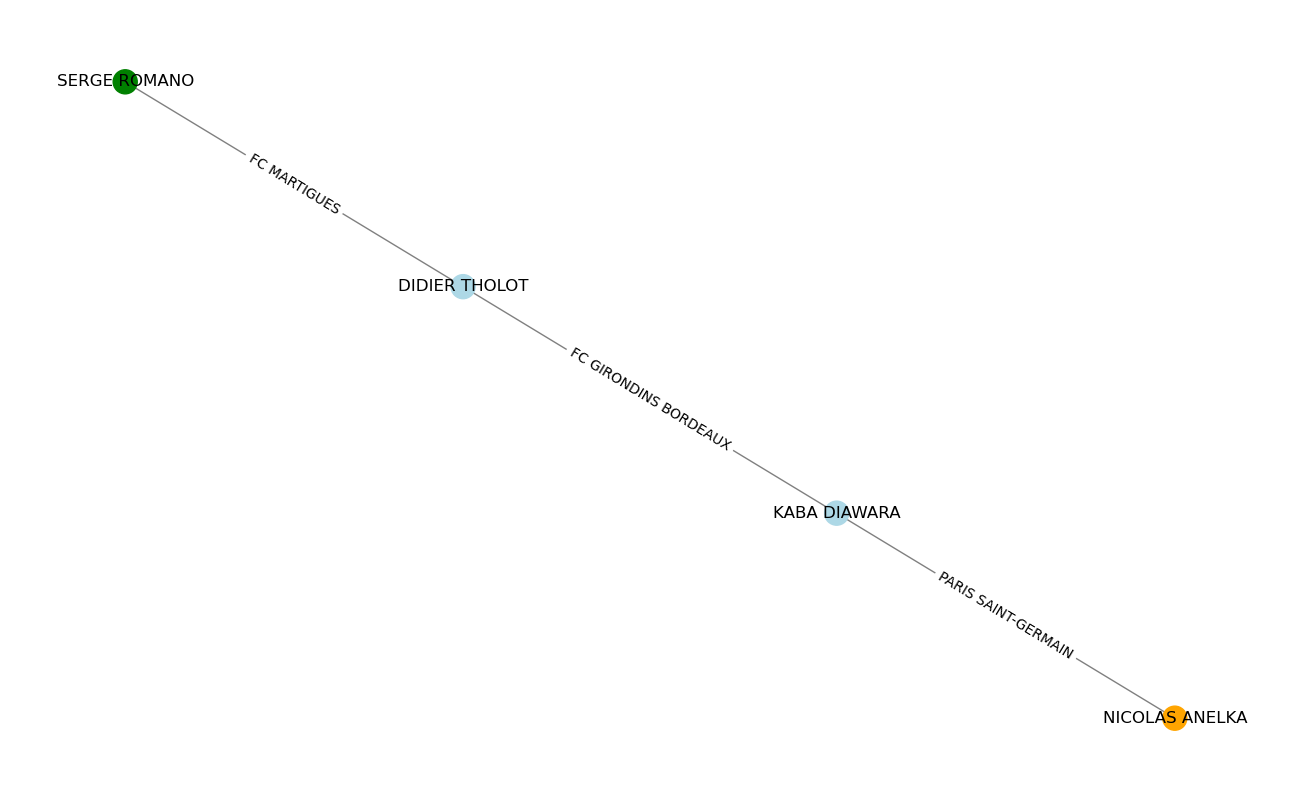 SERGE ROMANO
FC MARTIGUES
DIDIER THOLOT
FC GIRONDINS BORDEAUX
KABA DIAWARA
PARIS SAINT-GERMAIN
NICOLAS ANELKA